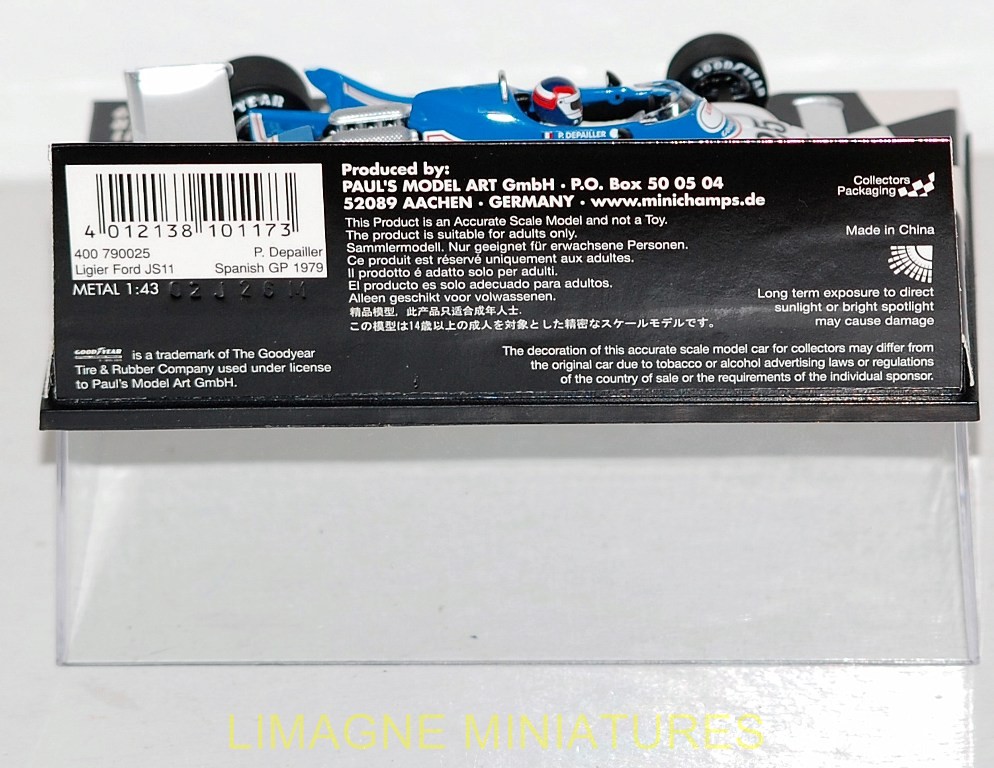 GOODYEAR
P. DEPAILLER
4 012138 101173
400 790025 P. Depailler
Ligier Ford JS11 Spanish GP 1979
METAL 1:43 02J26M
GOODYEAR is a trademark of The Goodyear
Tire & Rubber Company used under license
to Paul's Model Art GmbH.
Produced by:
PAUL'S MODEL ART GmbH · P.O. Box 50 05 04
52089 AACHEN · GERMANY · www.minichamps.de
This Product is an Accurate Scale Model and not a Toy.
The product is suitable for adults only.
Sammlermodell. Nur geeignet für erwachsene Personen.
Ce produit est réservé uniquement aux adultes.
Il prodotto é adatto solo per adulti.
El producto es solo adecuado para adultos.
Alleen geschikt voor volwassenen.
精品模型，此产品只适合成年人士.
この模型は14歳以上の成人を対象とした精密なスケールモデルです。
Collectors
Packaging
Made in China
Long term exposure to direct
sunlight or bright spotlight
may cause damage
The decoration of this accurate scale model car for collectors may differ from
the original car due to tobacco or alcohol advertising laws or regulations
of the country of sale or the requirements of the individual sponsor.
LIMAGNE MINIATURES